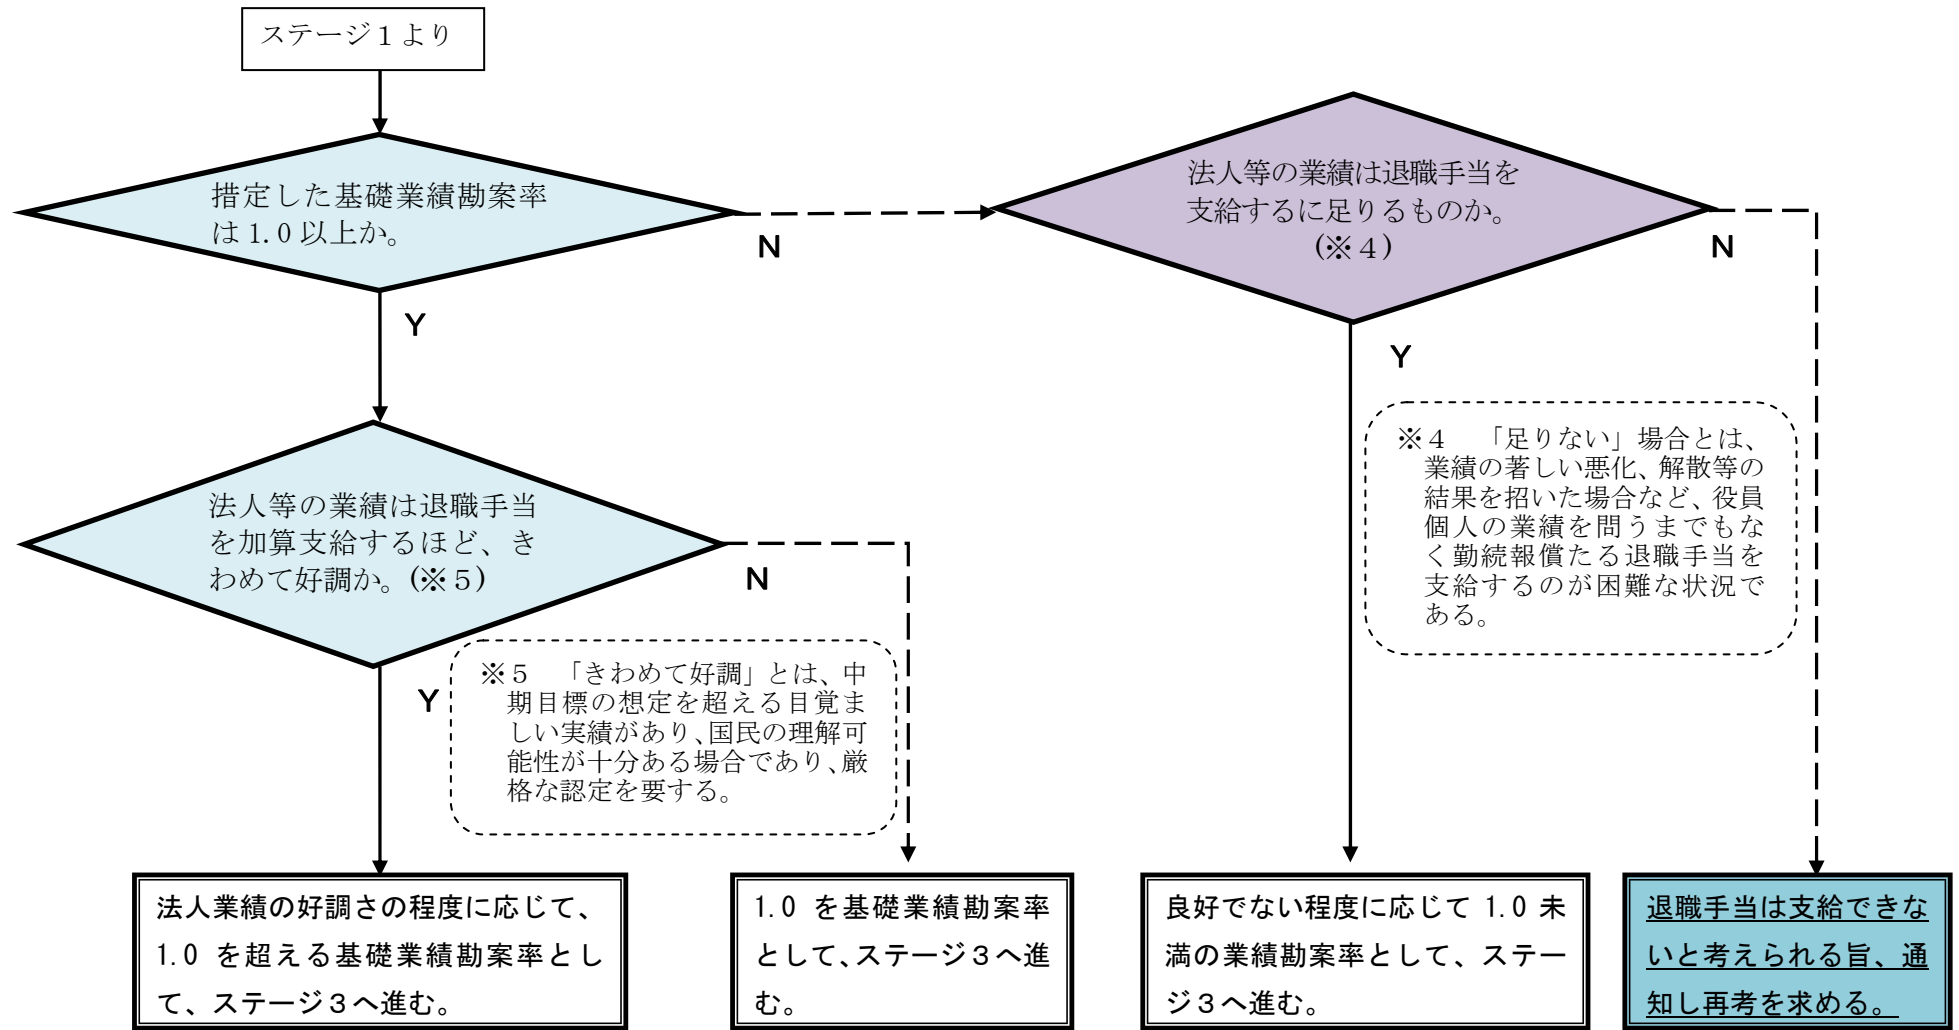 ステージ１より
措定した基礎業績勘案率
は 1.0 以上か。
N
Y
法人等の業績は退職手当を
支給するに足りるものか。
(※４)
N
Y
※４　「足りない」場合とは、
業績の著しい悪化、解散等の
結果を招いた場合など、役員
個人の業績を問うまでもな
く勤続報償たる退職手当を
支給するのが困難な状況で
ある。
法人等の業績は退職手当
を加算支給するほど、き
わめて好調か。(※５)
N
Y
※５　「きわめて好調」とは、中
期目標の想定を超える目覚ま
しい実績があり、国民の理解可
能性が十分ある場合であり、厳
格な認定を要する。
法人業績の好調さの程度に応じて、
1.0 を超える基礎業績勘案率とし
て、ステージ３へ進む。
1.0 を基礎業績勘案率
として、ステージ３へ進
む。
良好でない程度に応じて 1.0 未
満の業績勘案率として、ステー
ジ３へ進む。
退職手当は支給できな
いと考えられる旨、通
知し再考を求める。